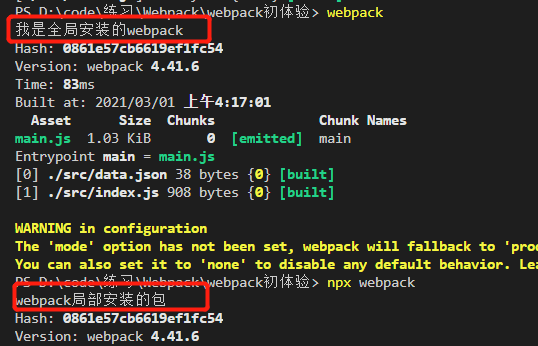 PS D:\code\练习\Webpack\webpack初体验> webpack
我是全局安装的webpack
Hash: 0861e57cb6619ef1fc54
Version: webpack 4.41.6
Time: 83ms
Built at: 2021/03/01 上午4:17:01
Asset Size Chunks Chunk Names
main.js 1.03 KiB 0 [emitted] main
Entrypoint main = main.js
[0] ./src/data.json 38 bytes {0} [built]
[1] ./src/index.js 908 bytes {0} [built]
WARNING in configuration
The 'mode' option has not been set, webpack will fallback to 'prod
You can also set it to 'none' to disable any default behavior. Lea
PS D:\code\练习\Webpack\webpack初体验> npx webpack
webpack局部安装的包
Hash: 0861e57cb6619ef1fc54
Version: webpack 4.41.6